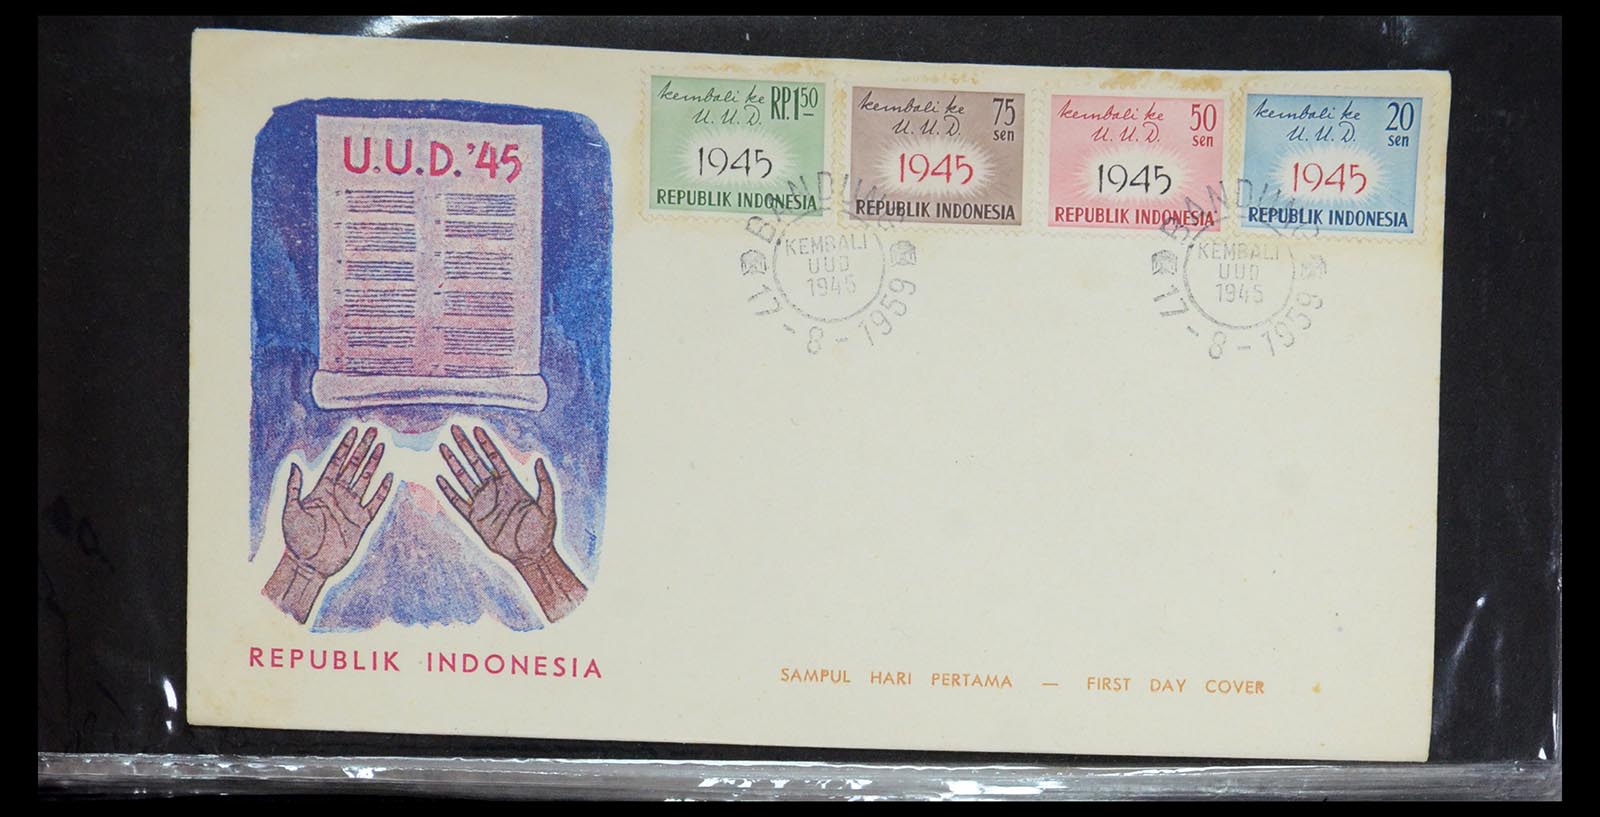 U.U.D. '45
REPUBLIK INDONESIA
kembali ke RP.1 50
U.U.D.
1945
REPUBLIK INDONESIA
kembali ke 75
U.U.D. sen
1945
REPUBLIK INDONESIA
kembali ke 50
U.U.D. sen
1945
REPUBLIK INDONESIA
kembali ke 20
U.U.D. sen
1945
REPUBLIK INDONESIA
BANDUNG
KEMBALI
UUD
1945
17-8-1959
BANDUNG
KEMBALI
UUD
1945
17-8-1959
SAMPUL HARI PERTAMA — FIRST DAY COVER